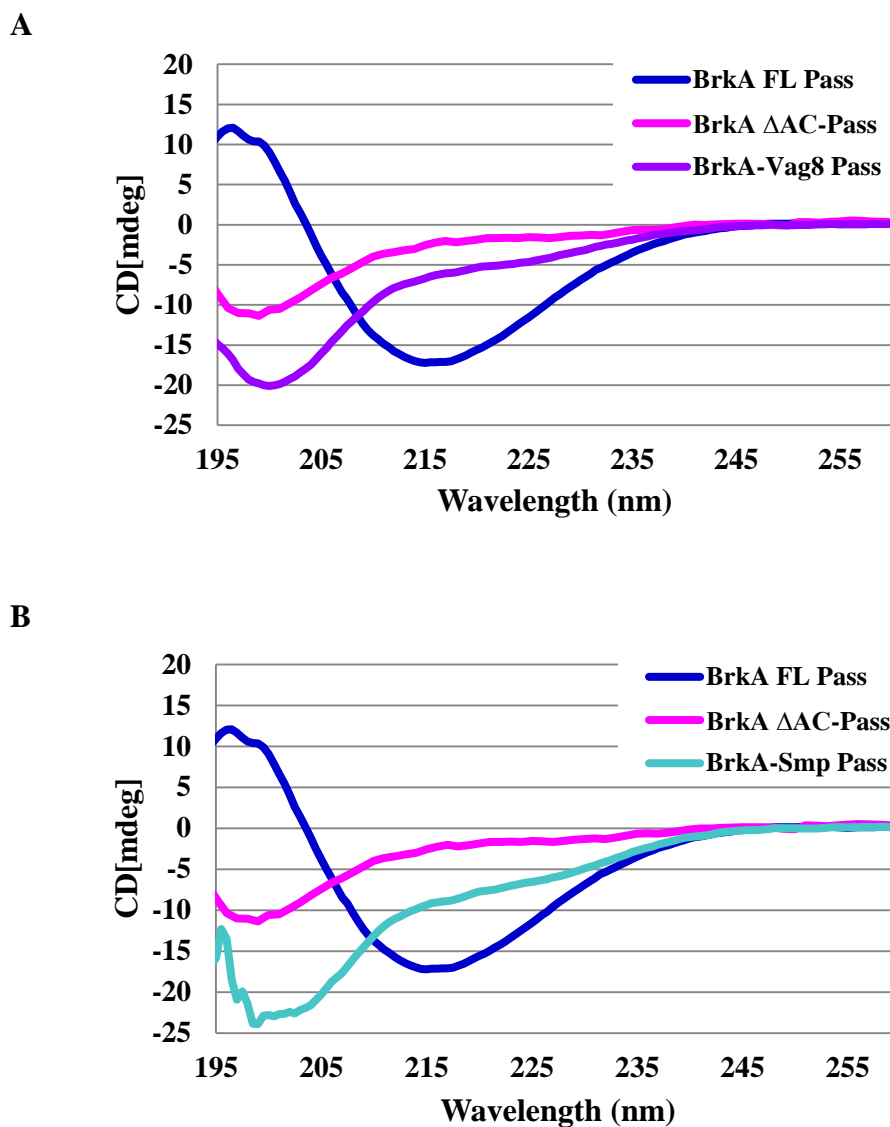 A
20
15
10
5
0
-5
-10
-15
-20
-25
CD[mdeg]
BrkA FL Pass
BrkA ΔAC-Pass
BrkA-Vag8 Pass
195 205 215 225 235 245 255
Wavelength (nm)
B
20
15
10
5
0
-5
-10
-15
-20
-25
CD[mdeg]
BrkA FL Pass
BrkA ΔAC-Pass
BrkA-Smp Pass
195 205 215 225 235 245 255
Wavelength (nm)